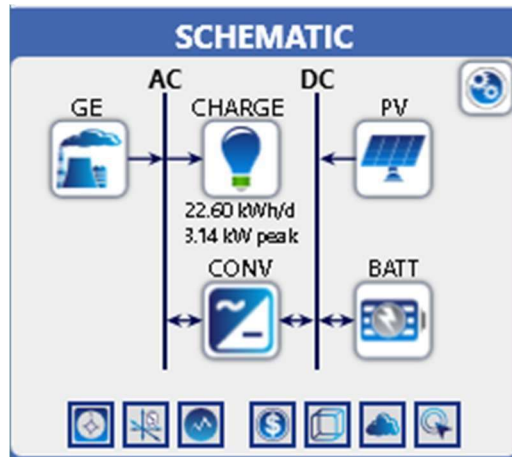 SCHEMATIC
AC DC
GE CHARGE PV
22.60 kWh/d
3.14 kW peak
CONV BATT